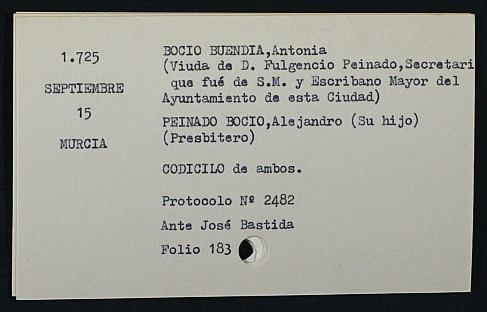 1.725
SEPTIEMBRE
15
MURCIA
BOCIO BUENDIA,Antonia
(Viuda de D. Fulgencio Peinado,Secretari
que fué de S.M. y Escribano Mayor del
Ayuntamiento de esta Ciudad)
PEINADO BOCIO,Alejandro (Su hijo)
(Presbitero)
CODICILO de ambos.
Protocolo Nº 2482
Ante José Bastida
Folio 183